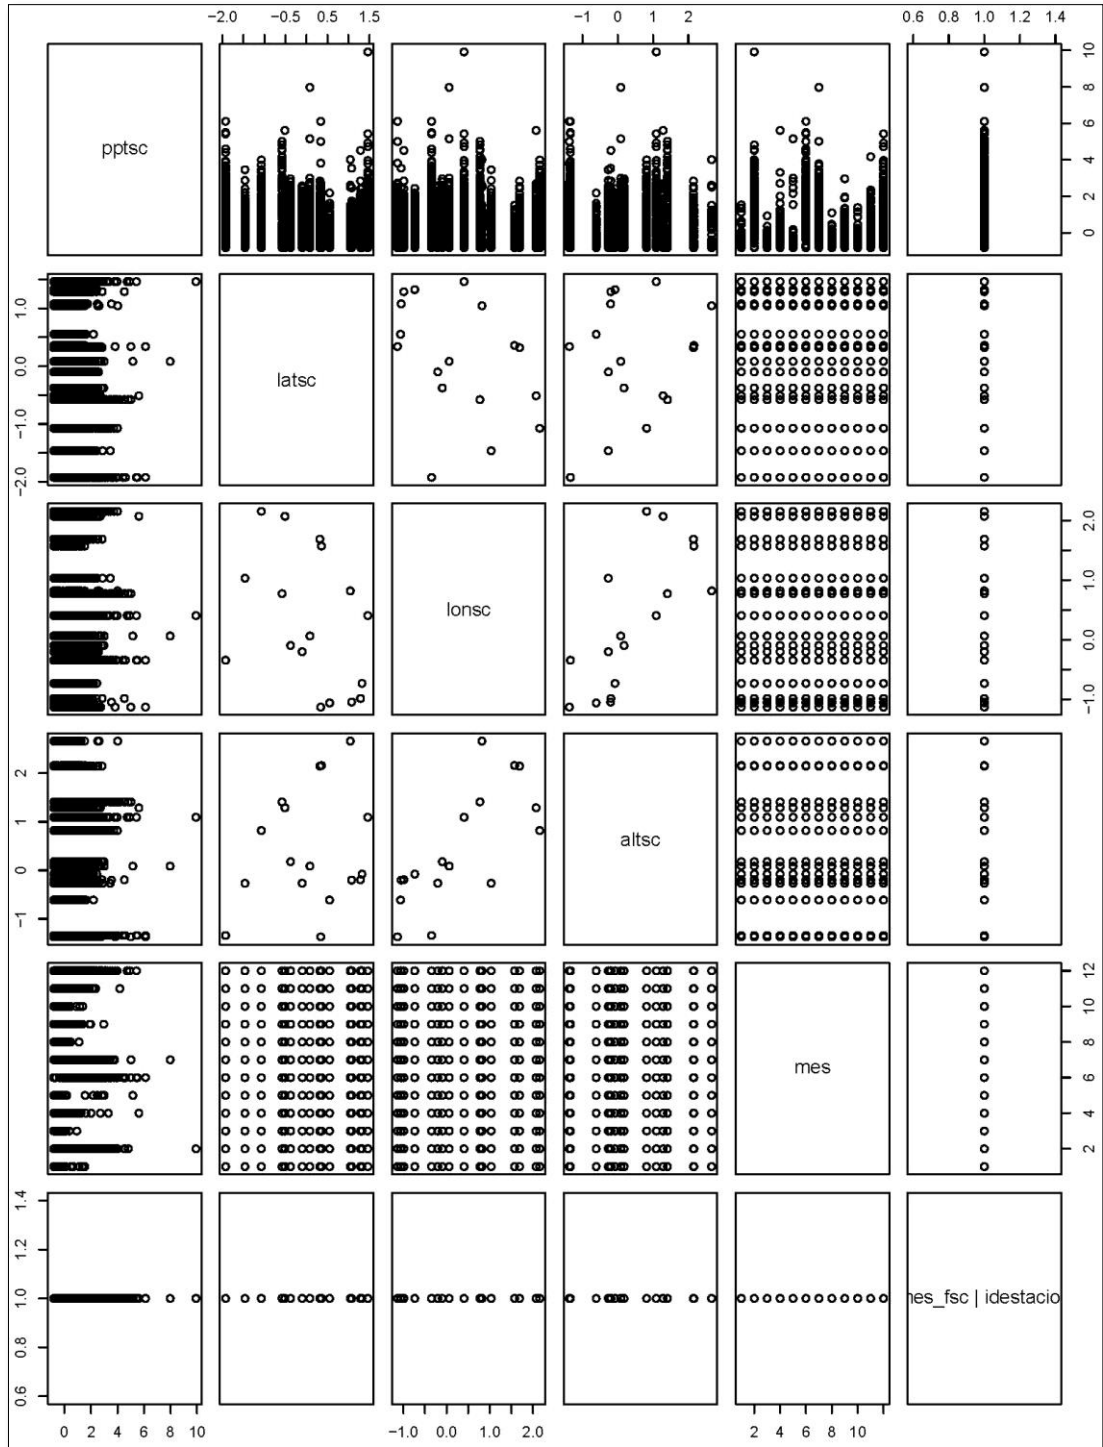 −2.0 −0.5 0.5 1.5 −1 0 1 2 0.6 0.8 1.0 1.2 1.4
pptsc
0 2 4 6 8 10
−2.0 −1.0 0.0 1.0
latsc
lonsc
−1.0 0.0 1.0 2.0
−1 0 1 2
altsc
mes
2 4 6 8 10 12
0.6 0.8 1.0 1.2 1.4
nes_fsc | idestacio
0 2 4 6 8 10 −1.0 0.0 1.0 2.0 2 4 6 8 10